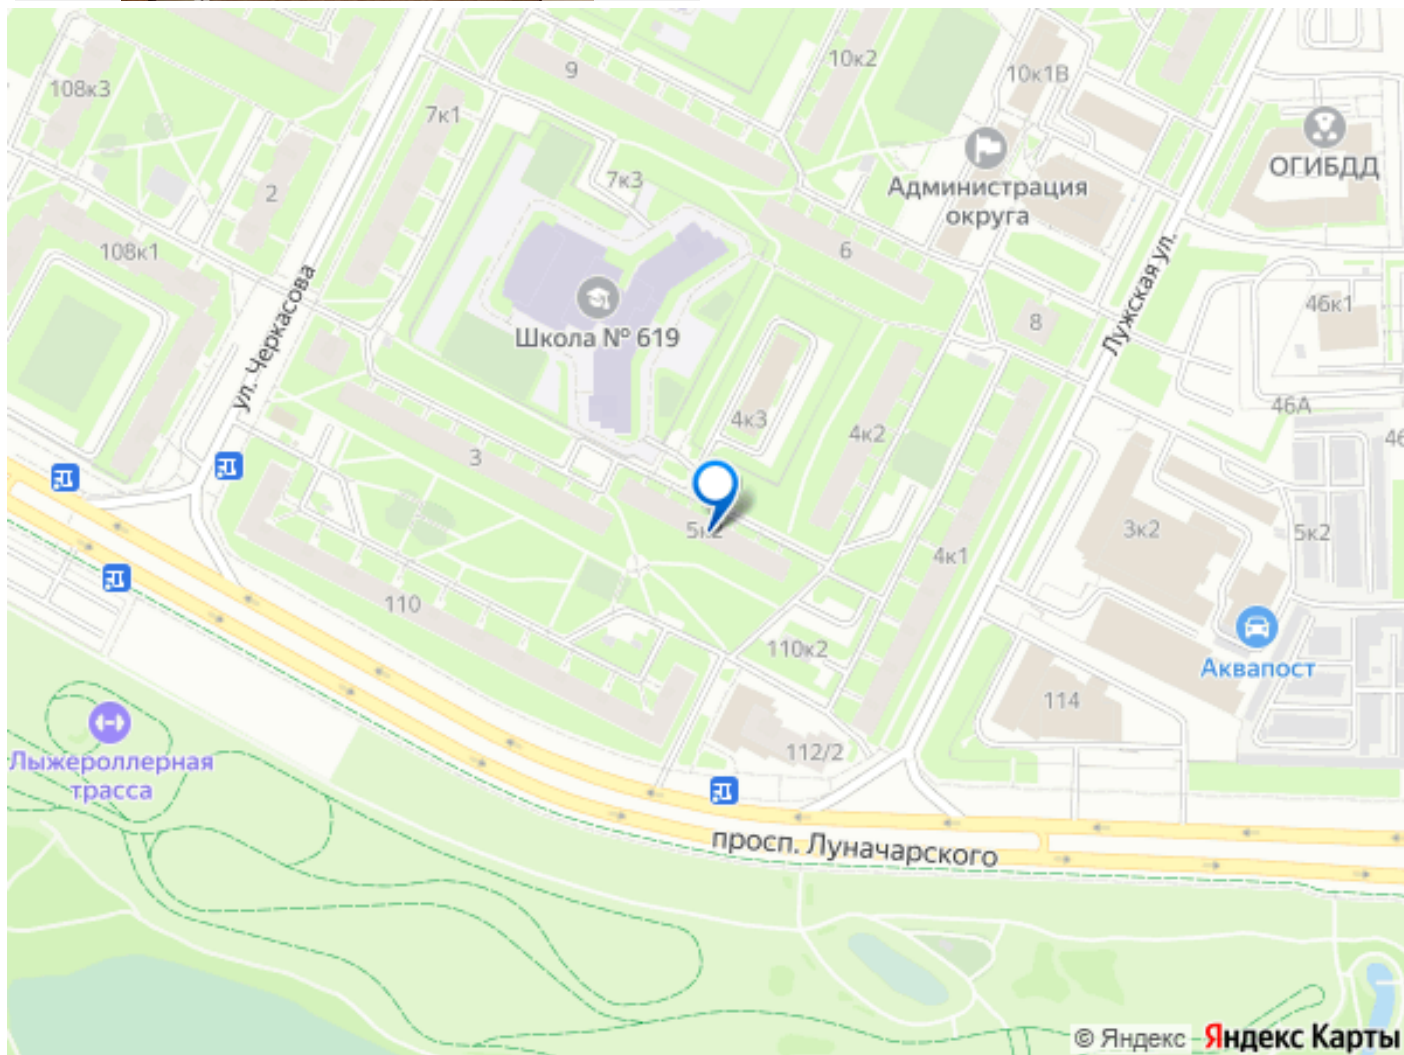 9
10к2
10к1В
108к3
7к1
ОГИБДД
7к3
Администрация
округа
2
108к1
6
ул. Черкасова
Лужская ул.
46к1
8
Школа № 619
46А
4к3
4к2
46
3
5к2
3к2
5к2
4к1
110
110к2
Аквапост
114
Лыжероллерная
трасса
112/2
просп. Луначарского
© Яндекс
Яндекс Карты